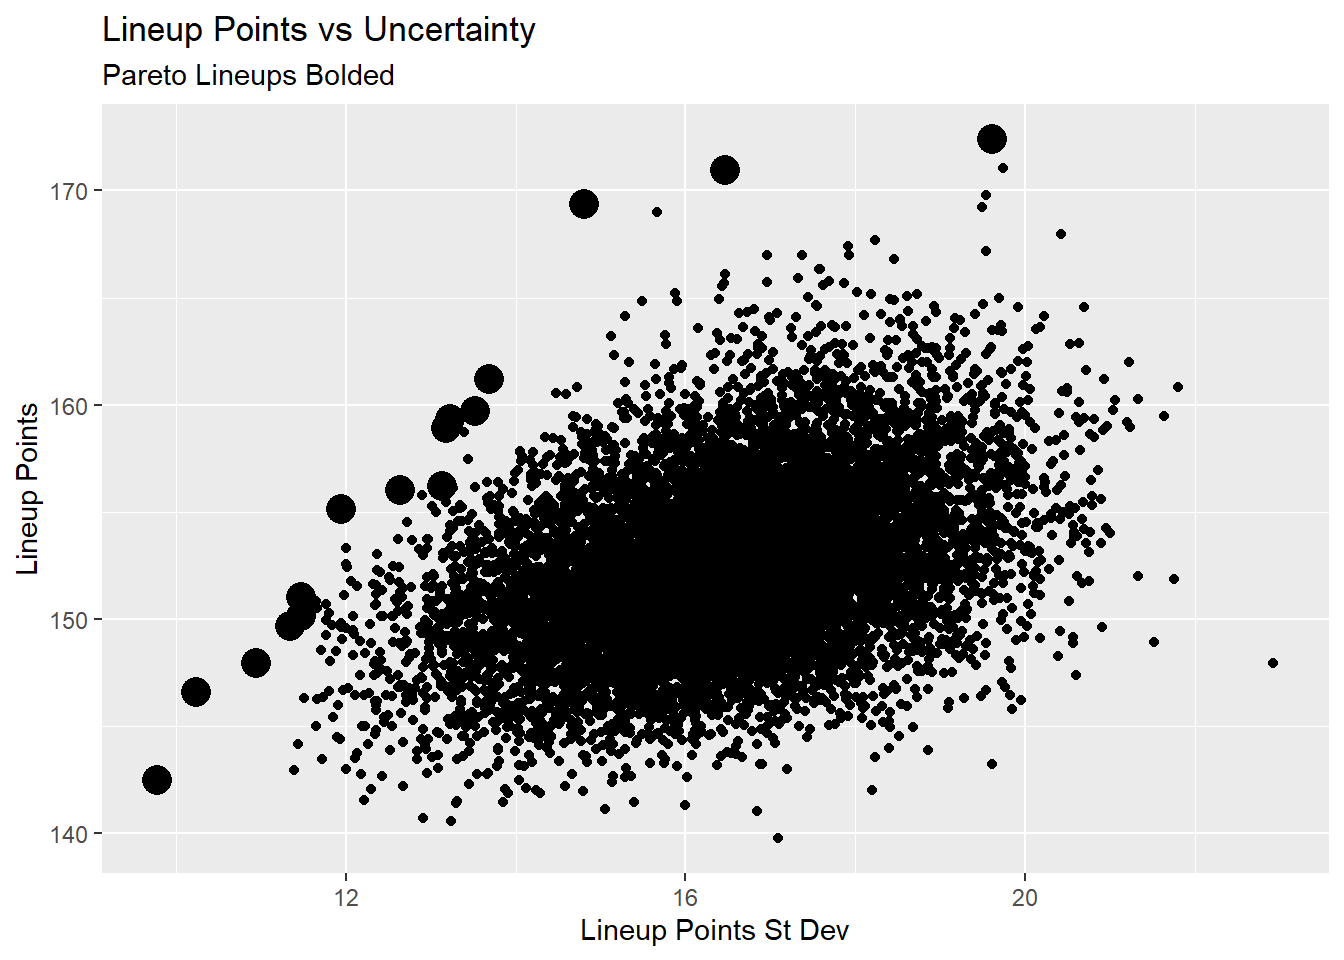 Lineup Points vs Uncertainty
Pareto Lineups Bolded
Lineup Points
170
160
150
140
12
16
20
Lineup Points St Dev